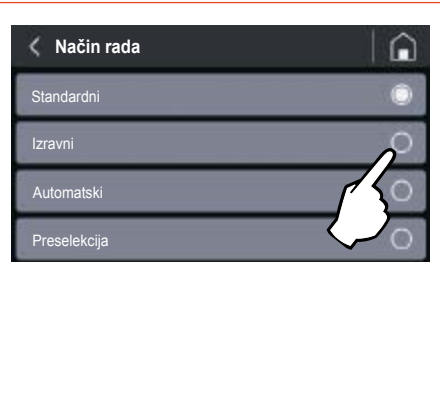 Način rada
Standardni
Izravni
Automatski
Preselekcija